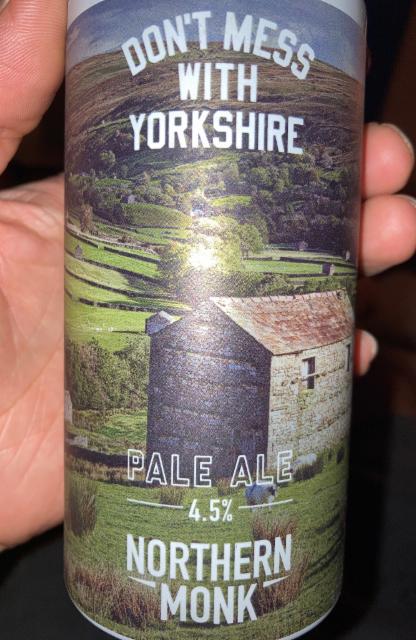 DON'T MESS
WITH
YORKSHIRE
PALE ALE
4.5%
NORTHERN
MONK